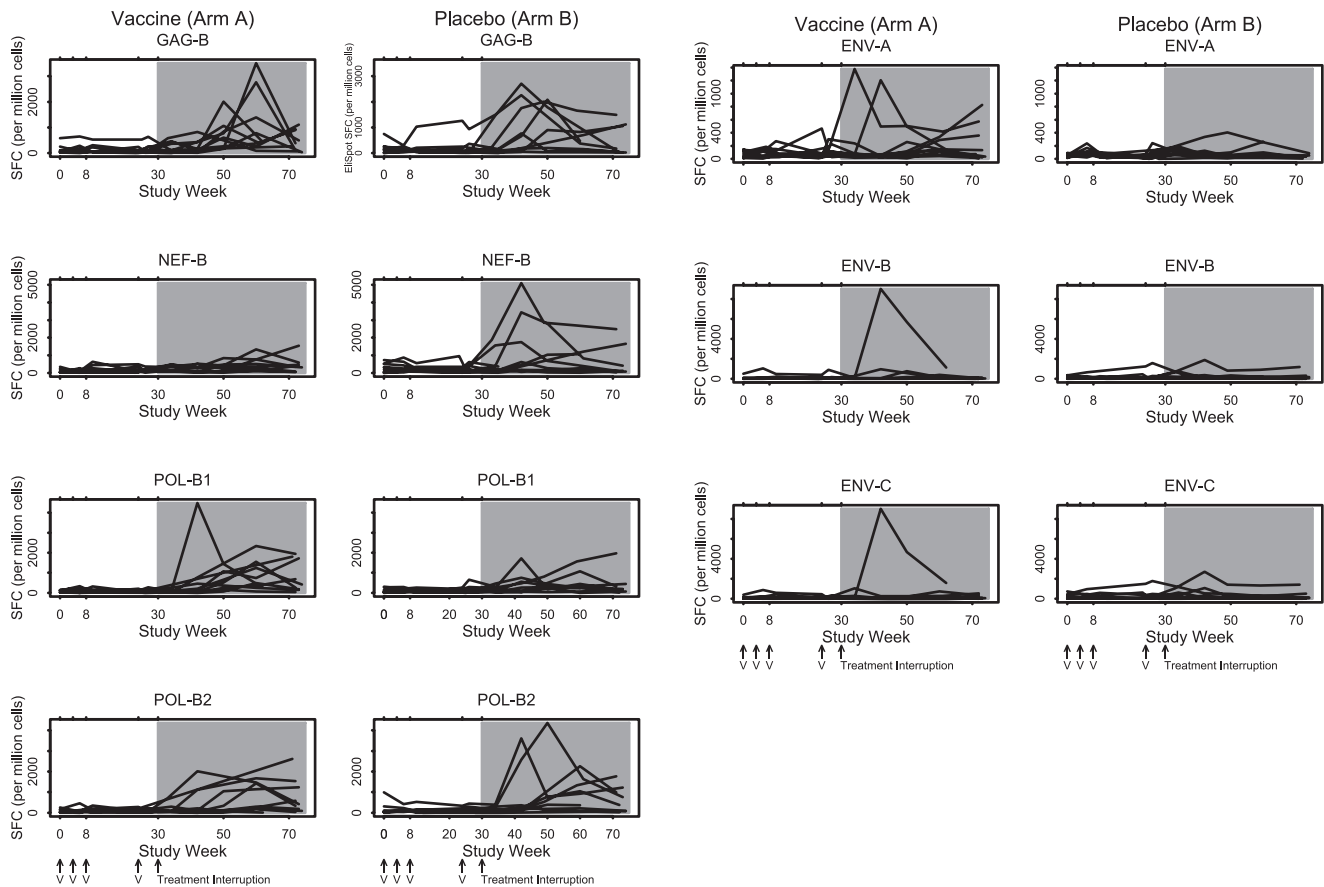 Vaccine (Arm A)
GAG-B
SFC (per million cells)
0 2000
0 8 30 50 70
Study Week
Placebo (Arm B)
GAG-B
EliSpot SFC (per million cells)
0 1000 3000
0 8 30 50 70
Study Week
NEF-B
SFC (per million cells)
0 2000 5000
0 8 30 50 70
Study Week
NEF-B
0 2000 5000
0 8 30 50 70
Study Week
POL-B1
SFC (per million cells)
0 2000
0 8 30 50 70
Study Week
POL-B1
0 2000
0 8 20 30 40 50 60 70
Study Week
POL-B2
SFC (per million cells)
0 2000
0 8 30 50 70
Study Week
V V V V Treatment Interruption
POL-B2
0 2000
0 8 20 30 40 50 60 70
Study Week
V V V V Treatment Interruption
Vaccine (Arm A)
ENV-A
SFC (per million cells)
0 400 1000
0 8 30 50 70
Study Week
Placebo (Arm B)
ENV-A
0 400 1000
0 8 30 50 70
Study Week
ENV-B
SFC (per million cells)
0 4000
0 8 30 50 70
Study Week
ENV-B
0 4000
0 8 30 50 70
Study Week
ENV-C
SFC (per million cells)
0 4000
0 8 30 50 70
Study Week
V V V V Treatment Interruption
ENV-C
0 4000
0 8 30 50 70
Study Week
V V V V Treatment Interruption